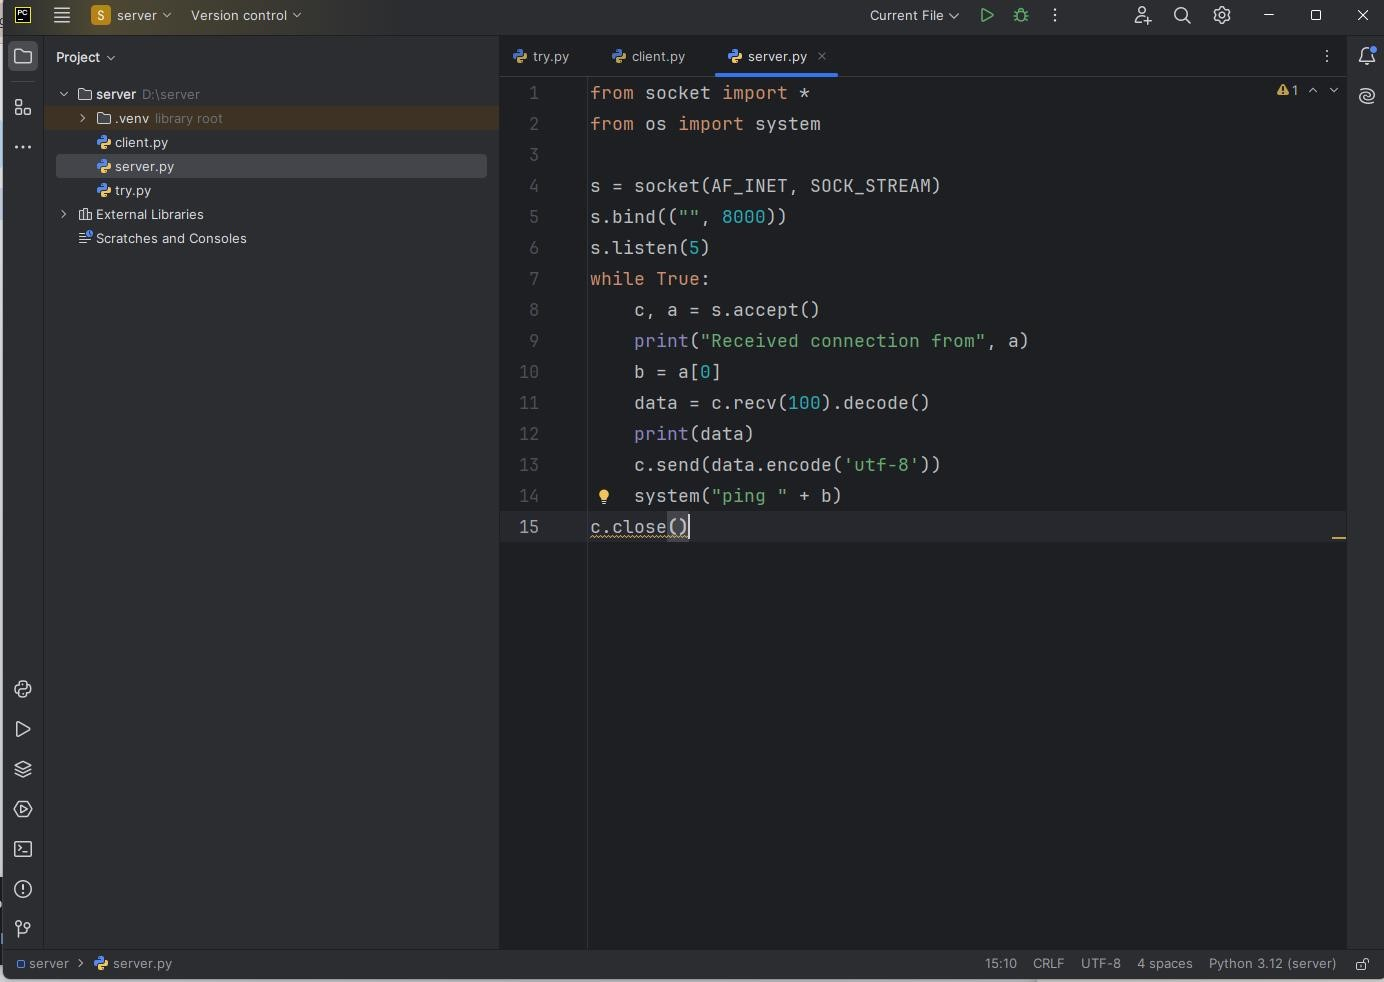 PC
S server Version control Current File
Project
try.py client.py server.py
server D:\server
.venv library root
client.py
server.py
try.py
External Libraries
Scratches and Consoles
1 from socket import *
2 from os import system
3
4 s = socket(AF_INET, SOCK_STREAM)
5 s.bind(("", 8000))
6 s.listen(5)
7 while True:
8     c, a = s.accept()
9     print("Received connection from", a)
10     b = a[0]
11     data = c.recv(100).decode()
12     print(data)
13     c.send(data.encode('utf-8'))
14     system("ping " + b)
15 c.close()
1
server > server.py
15:10 CRLF UTF-8 4 spaces Python 3.12 (server)